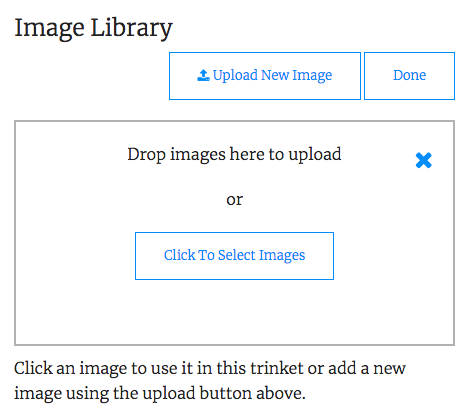 Image Library
Upload New Image
Done
Drop images here to upload
or
Click To Select Images
Click an image to use it in this trinket or add a new
image using the upload button above.